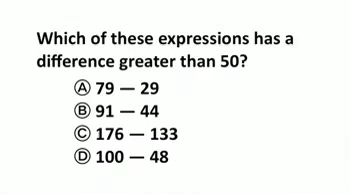 Which of these expressions has a
difference greater than 50?
Ⓐ 79 — 29
Ⓑ 91 — 44
Ⓒ 176 — 133
Ⓓ 100 — 48